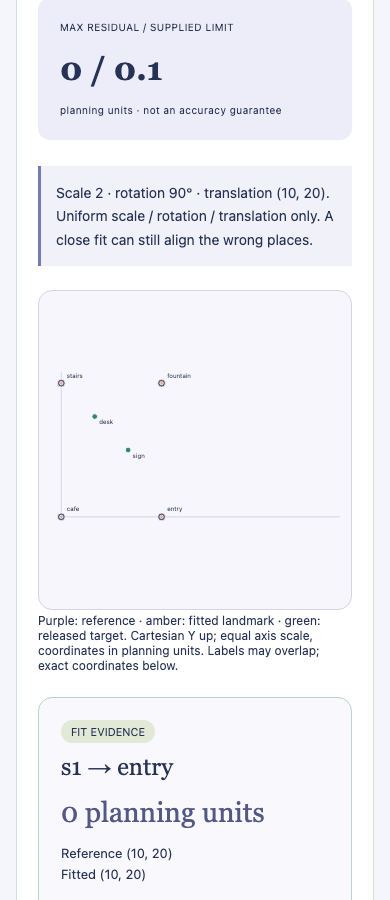 MAX RESIDUAL / SUPPLIED LIMIT
0 / 0.1
planning units · not an accuracy guarantee
Scale 2 · rotation 90° · translation (10, 20).
Uniform scale / rotation / translation only. A
close fit can still align the wrong places.
stairs
fountain
desk
sign
cafe
entry
Purple: reference · amber: fitted landmark · green:
released target. Cartesian Y up; equal axis scale,
coordinates in planning units. Labels may overlap;
exact coordinates below.
FIT EVIDENCE
s1 → entry
0 planning units
Reference (10, 20)
Fitted (10, 20)